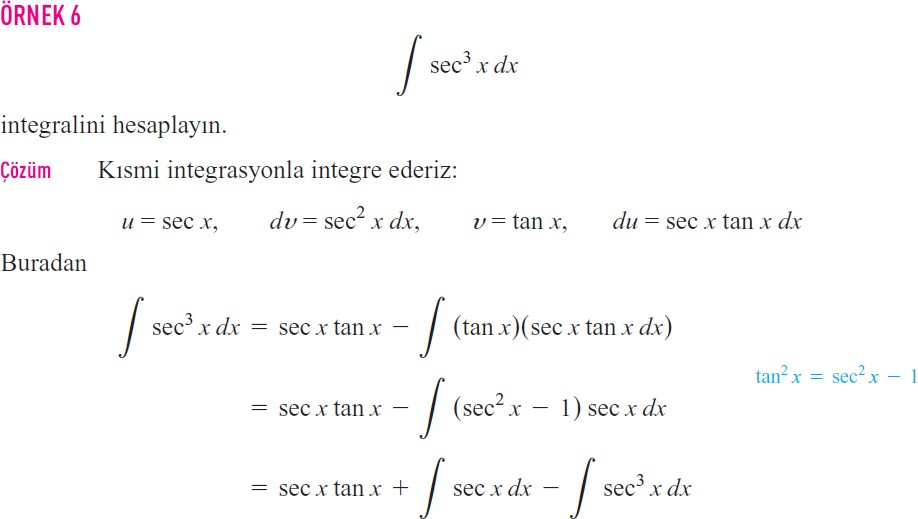 ÖRNEK 6
∫ sec³ x dx
integralini hesaplayın.
Çözüm Kısmi integrasyonla integre ederiz:
u = sec x, dv = sec² x dx, v = tan x, du = sec x tan x dx
Buradan
∫ sec³ x dx = sec x tan x − ∫ (tan x)(sec x tan x dx)
tan² x = sec² x − 1
= sec x tan x − ∫ (sec² x − 1) sec x dx
= sec x tan x + ∫ sec x dx − ∫ sec³ x dx